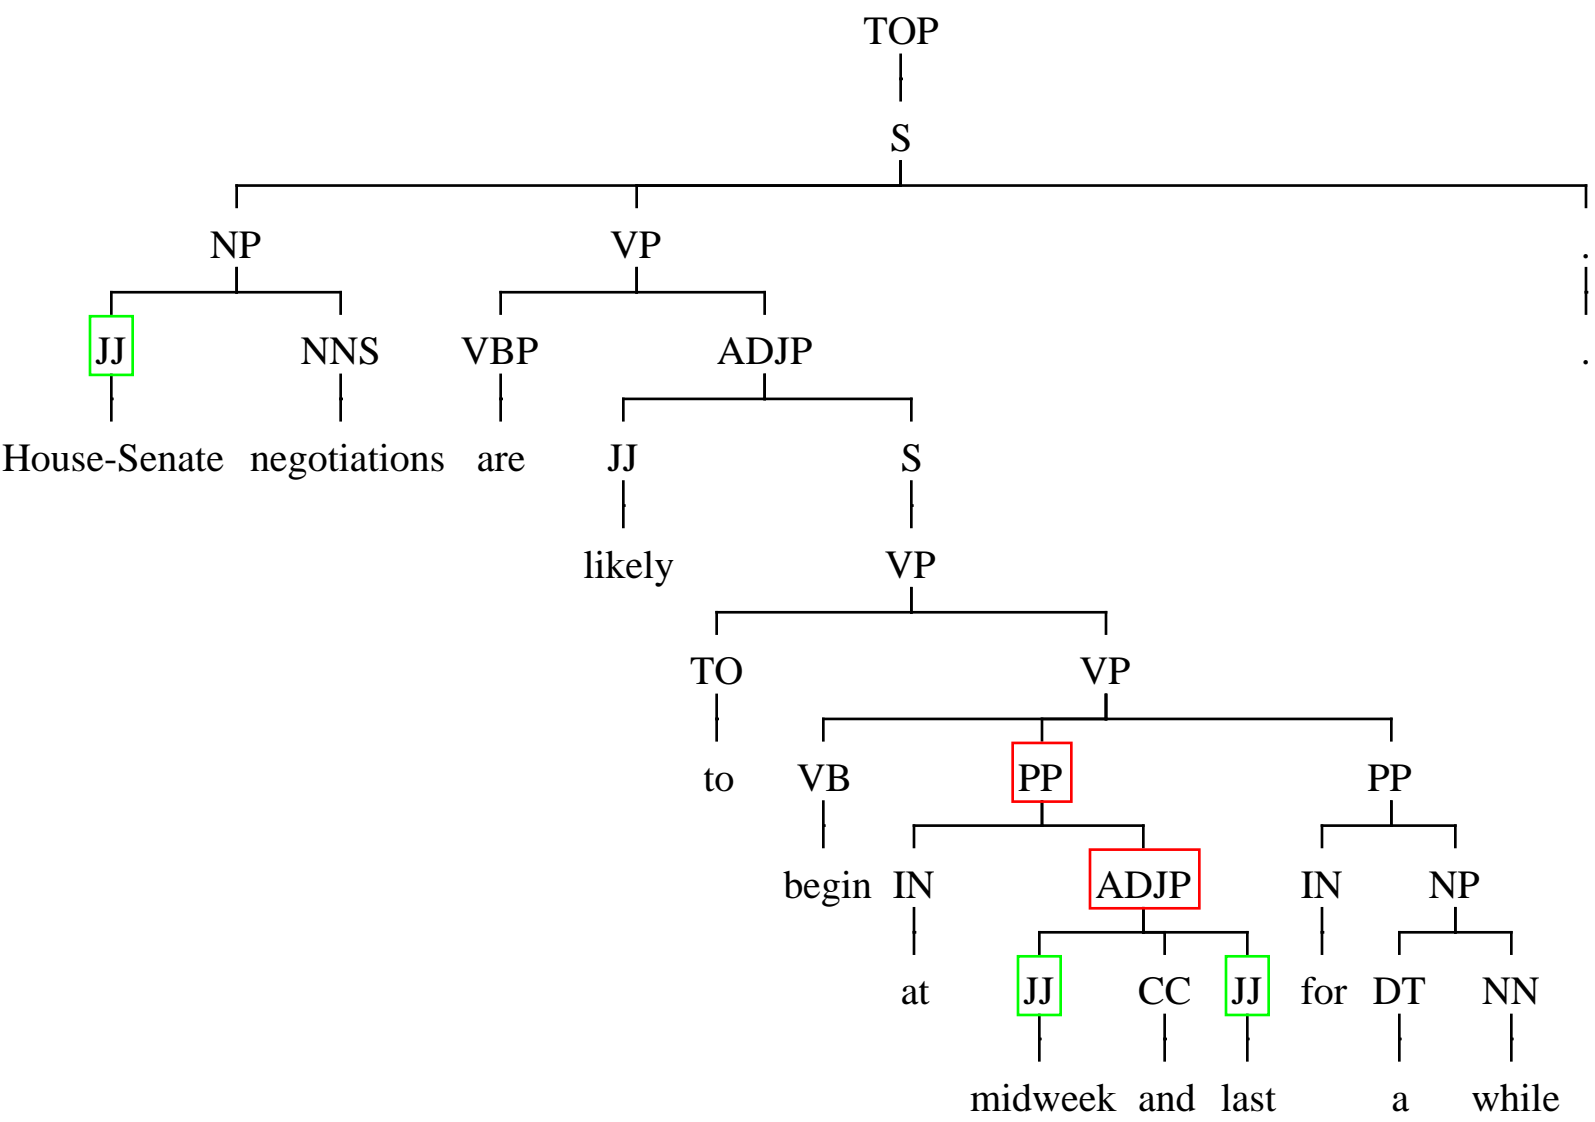 TOP
S
NP VP .
JJ NNS VBP ADJP .
House-Senate negotiations are JJ S
likely VP
TO VP
to VB PP PP
begin IN ADJP IN NP
at JJ CC JJ for DT NN
midweek and last a while